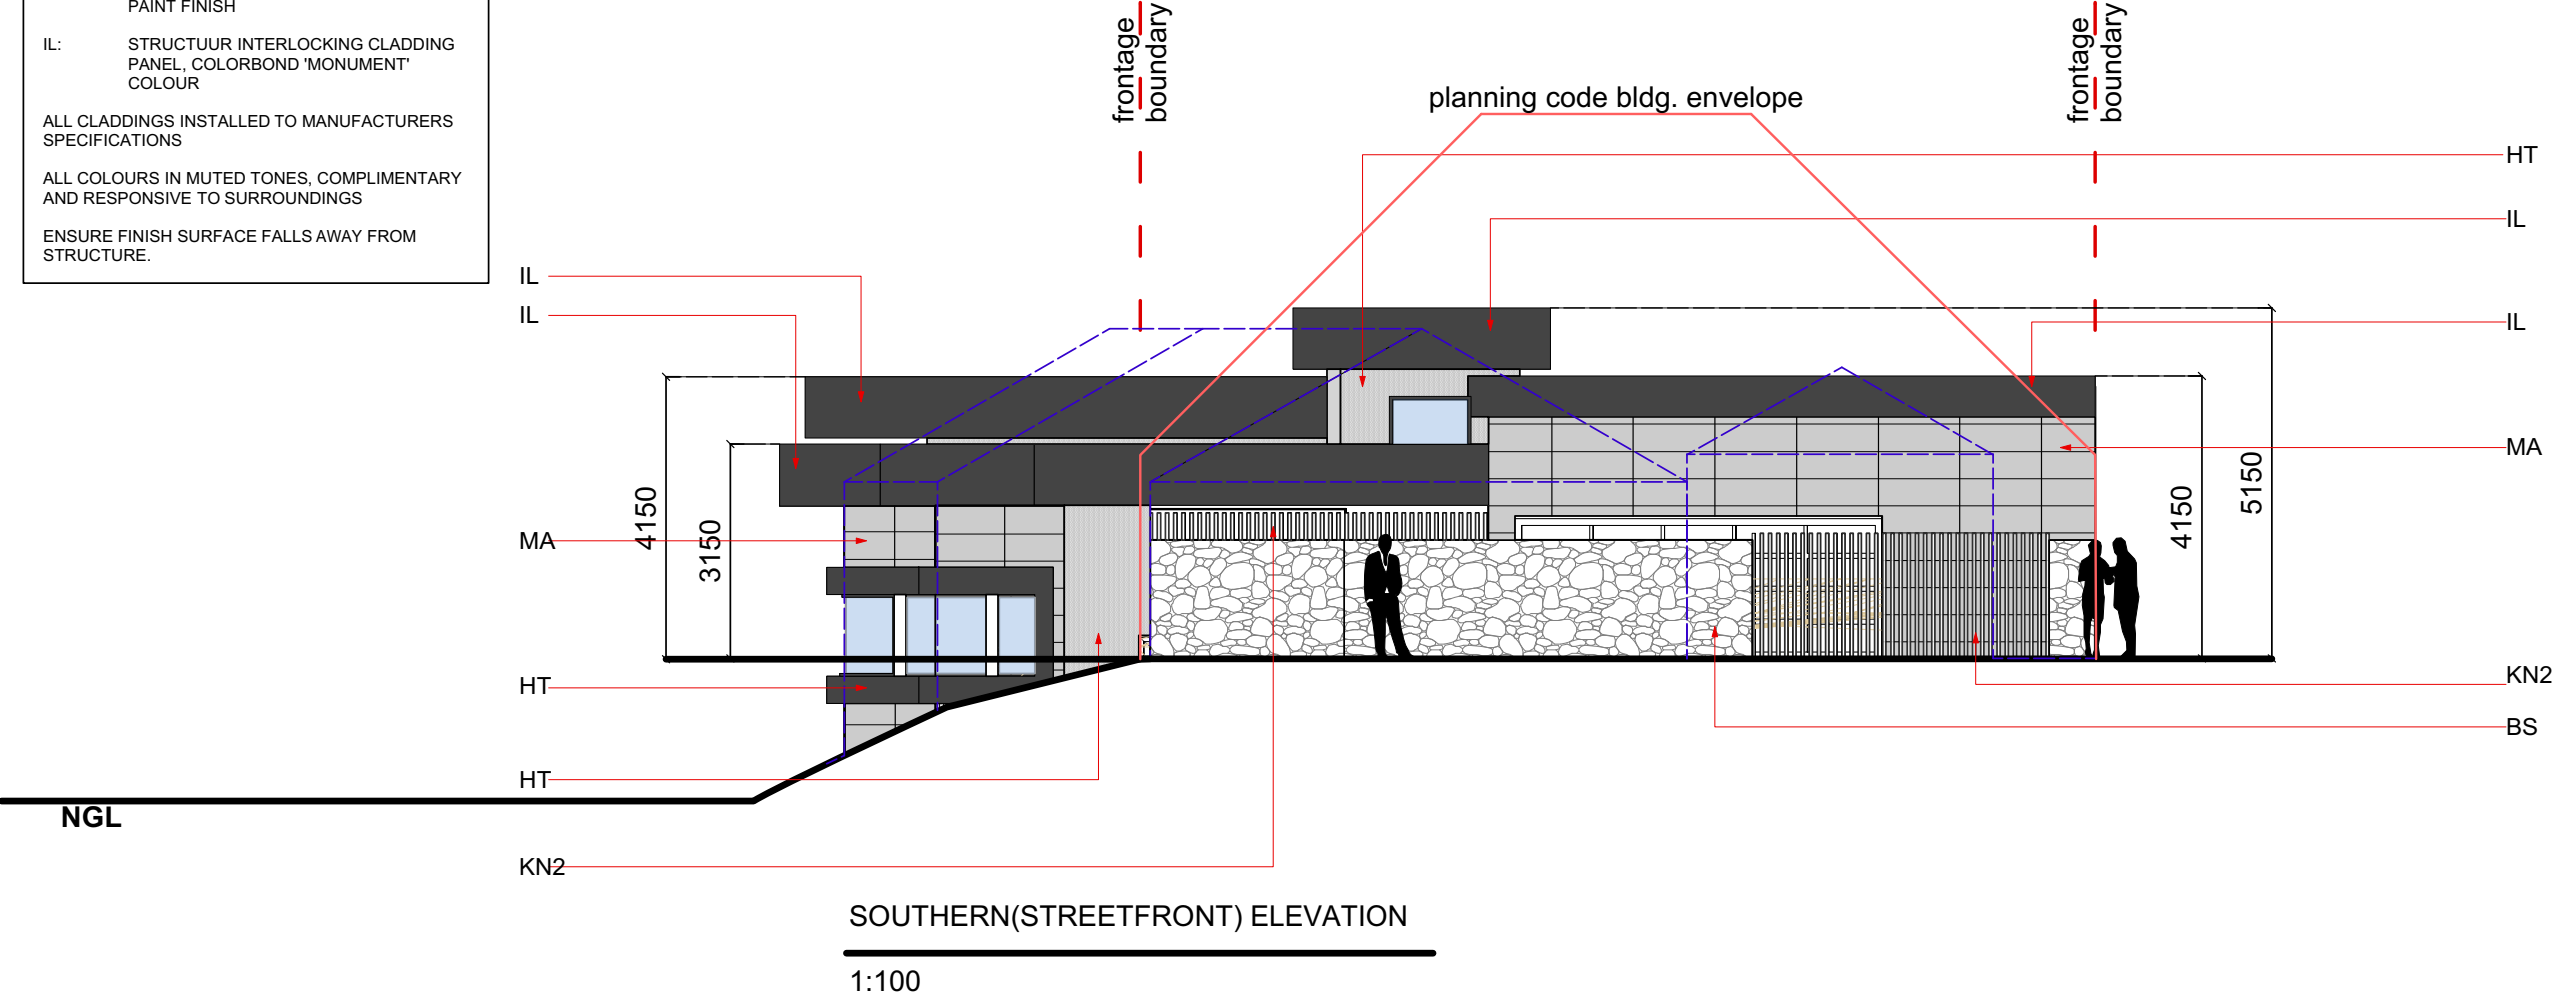 PAINT FINISH
IL: STRUCTUUR INTERLOCKING CLADDING
PANEL, COLORBOND 'MONUMENT'
COLOUR
ALL CLADDINGS INSTALLED TO MANUFACTURERS
SPECIFICATIONS
ALL COLOURS IN MUTED TONES, COMPLIMENTARY
AND RESPONSIVE TO SURROUNDINGS
ENSURE FINISH SURFACE FALLS AWAY FROM
STRUCTURE.
frontage
boundary
frontage
boundary
planning code bldg. envelope
HT
IL
IL
IL
IL
MA
4150
3150
4150
5150
MA
HT
KN2
BS
HT
NGL
KN2
SOUTHERN(STREETFRONT) ELEVATION
1:100